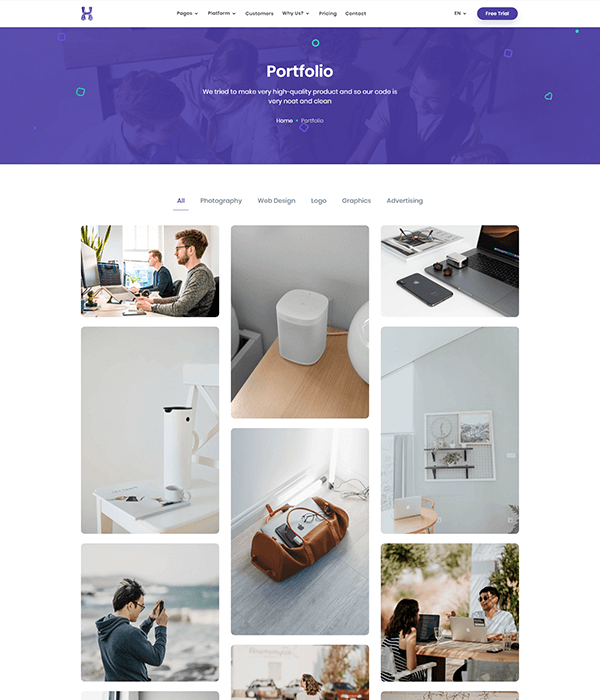 Pages Platform Customers Why Us? Pricing Contact EN Free Trial
Portfolio
We tried to make very high-quality product and so our code is
very neat and clean
Home Portfolio
All Photography Web Design Logo Graphics Advertising